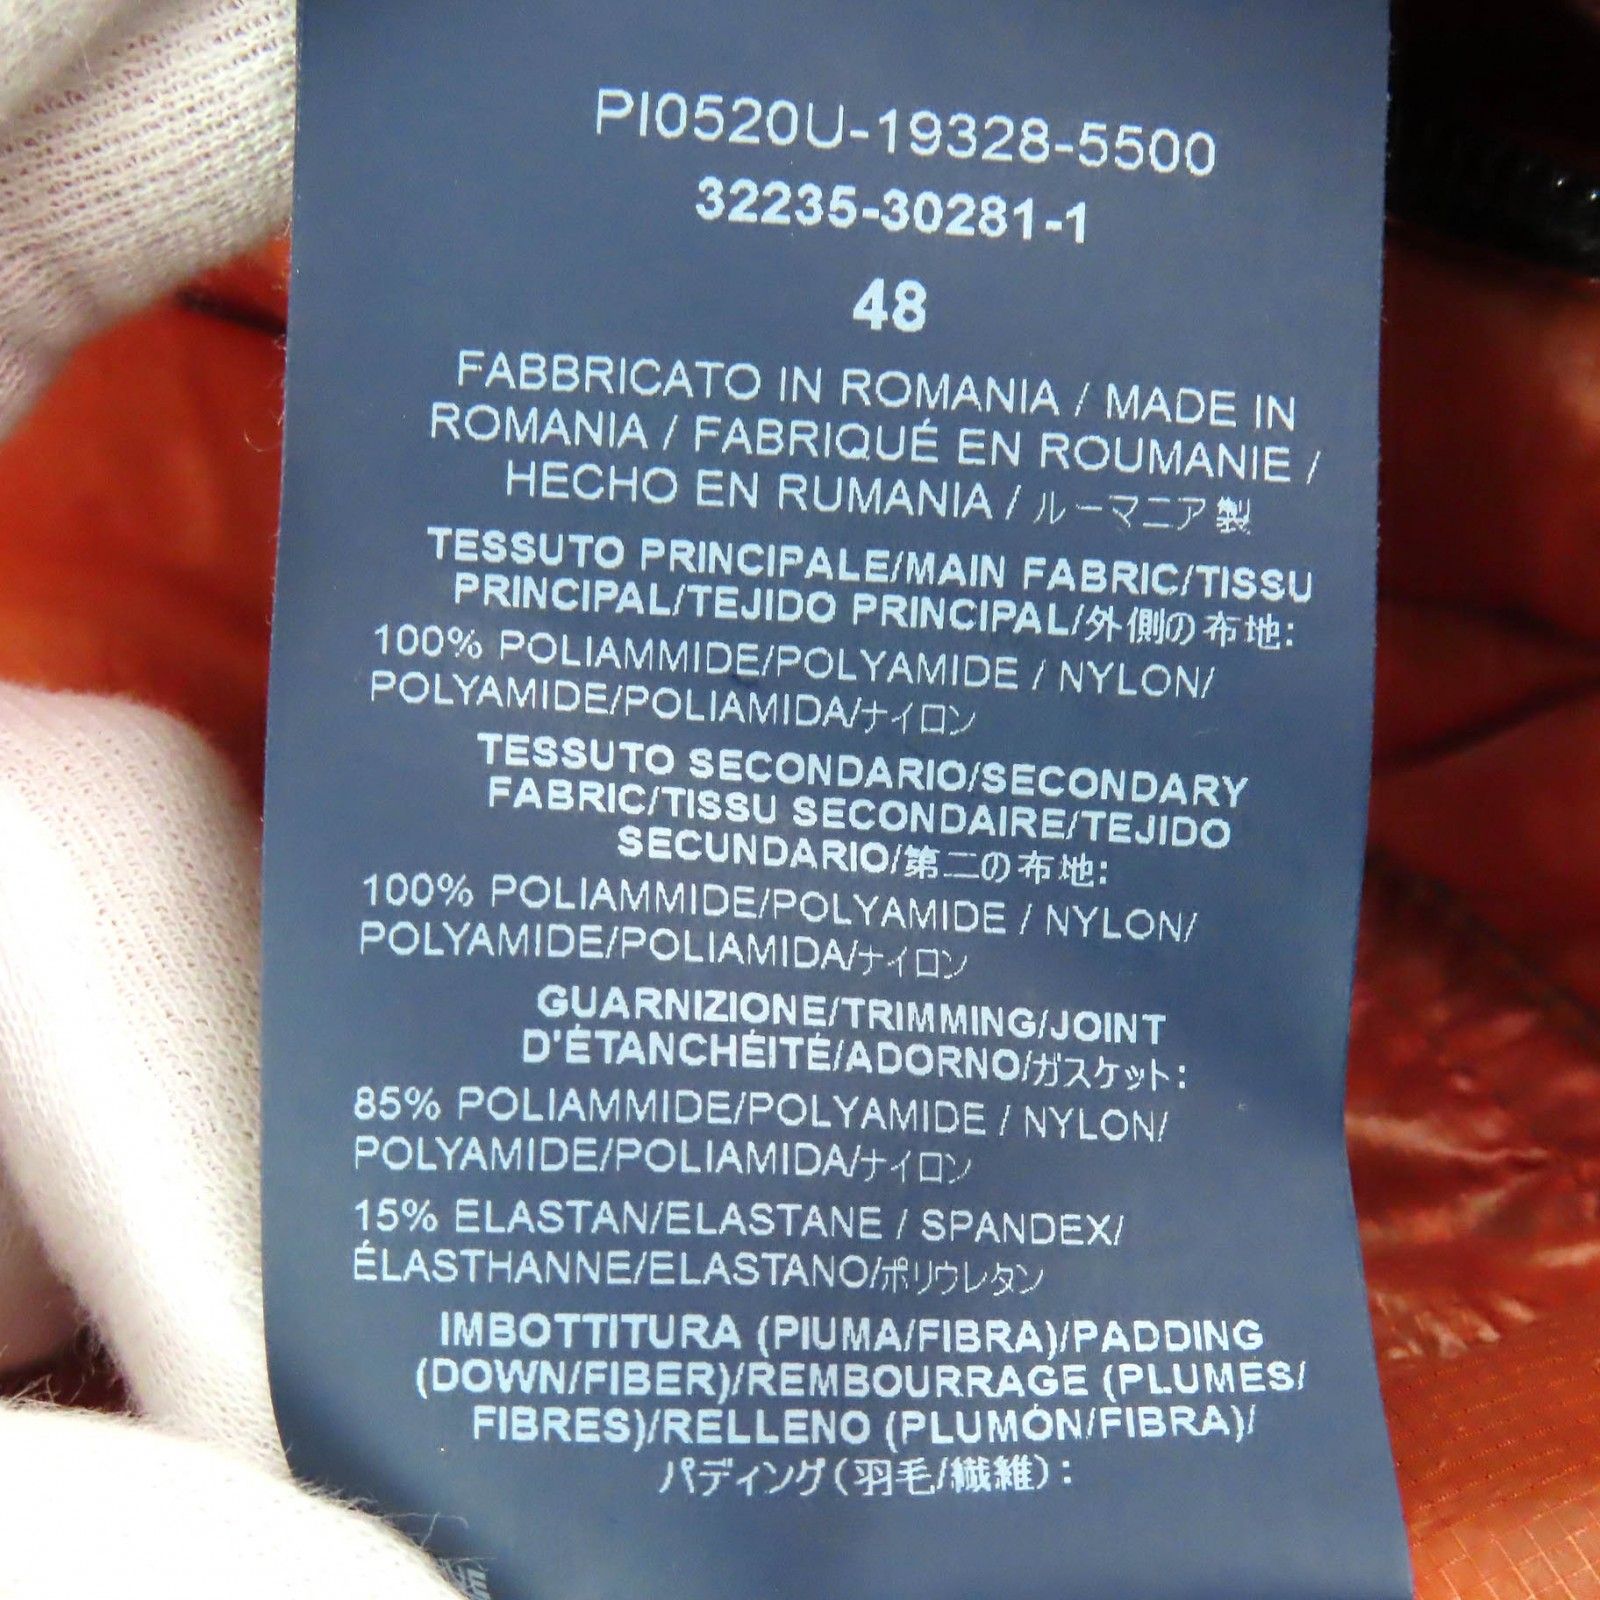 PI0520U-19328-5500
32235-30281-1
48
FABBRICATO IN ROMANIA / MADE IN
ROMANIA / FABRIQUÉ EN ROUMANIE /
HECHO EN RUMANIA / ルーマニア製
TESSUTO PRINCIPALE/MAIN FABRIC/TISSU
PRINCIPAL/TEJIDO PRINCIPAL/外側の布地:
100% POLIAMMIDE/POLYAMIDE / NYLON/
POLYAMIDE/POLIAMIDA/ナイロン
TESSUTO SECONDARIO/SECONDARY
FABRIC/TISSU SECONDAIRE/TEJIDO
SECUNDARIO/第二の布地:
100% POLIAMMIDE/POLYAMIDE / NYLON/
POLYAMIDE/POLIAMIDA/ナイロン
GUARNIZIONE/TRIMMING/JOINT
D'ÉTANCHÉITÉ/ADORNO/ガスケット:
85% POLIAMMIDE/POLYAMIDE / NYLON/
POLYAMIDE/POLIAMIDA/ナイロン
15% ELASTAN/ELASTANE / SPANDEX/
ÉLASTHANNE/ELASTANO/ポリウレタン
IMBOTTITURA (PIUMA/FIBRA)/PADDING
(DOWN/FIBER)/REMBOURRAGE (PLUMES/
FIBRES)/RELLENO (PLUMÓN/FIBRA)/
パディング(羽毛/繊維):